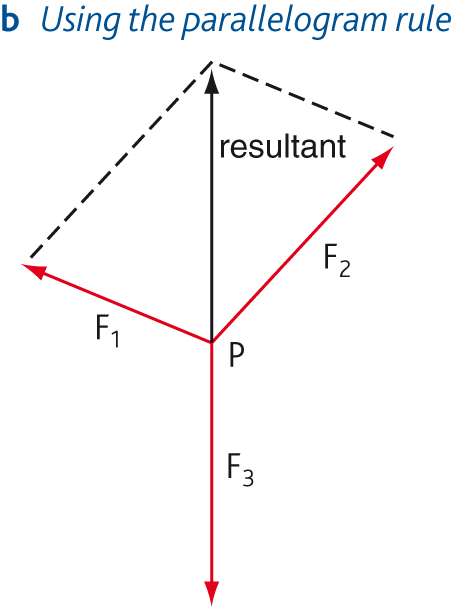 b Using the parallelogram rule
resultant
F₂
F₁
P
F₃